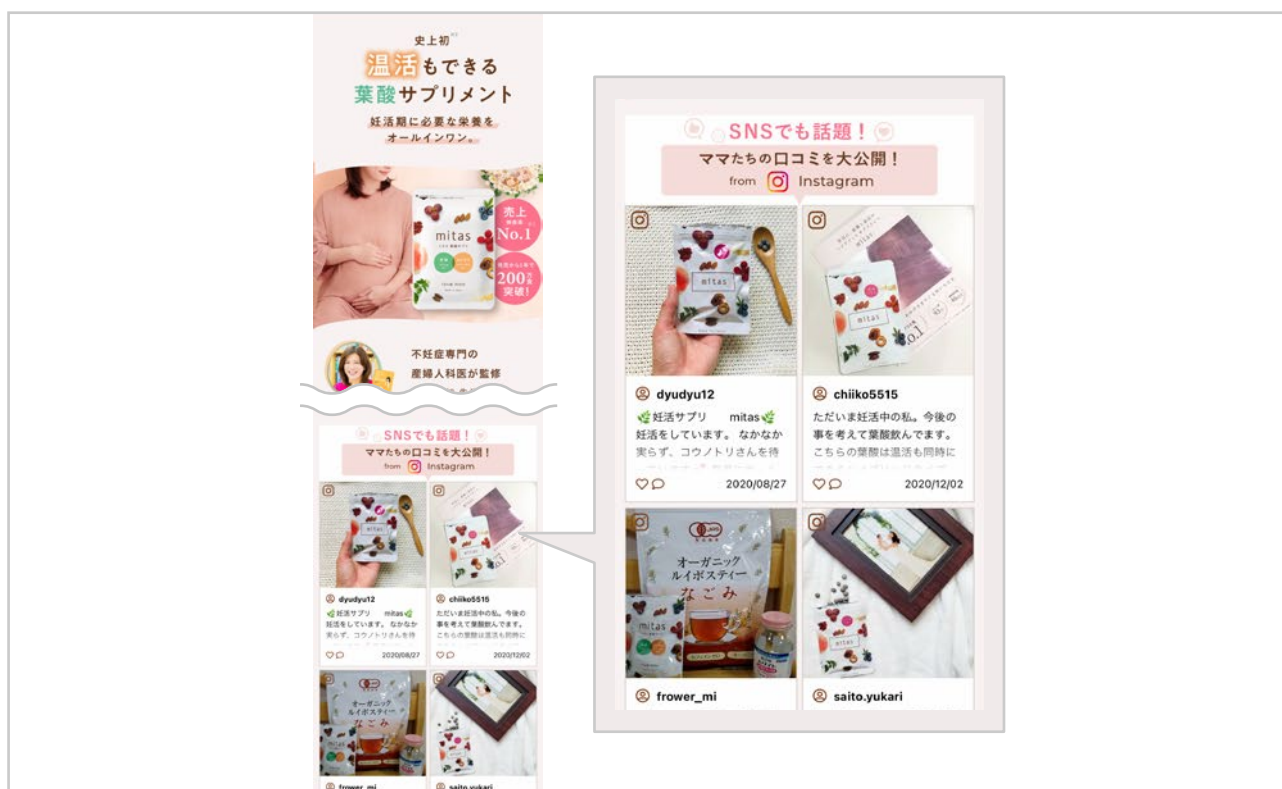 史上初
温活もできる
葉酸サプリメント
妊活期に必要な栄養を
オールインワン。
mitas
売上
No.1
200万袋
突破!
不妊症専門の
産婦人科医が監修
SNSでも話題!
ママたちの口コミを大公開!
from Instagram
mitas
dyudyu12
🌿妊活サプリ mitas🌿
妊活をしています。 なかなか
実らず、コウノトリさんを待
2020/08/27
mitas
No.1
chiiko5515
ただいま妊活中の私。今後の
事を考えて葉酸飲んでます。
こちらの葉酸は温活も同時に
2020/12/02
オーガニック
ルイボスティー
なごみ
mitas
frower_mi
saito.yukari
SNSでも話題!
ママたちの口コミを大公開!
from Instagram
mitas
mitas
No.1
dyudyu12
🌿妊活サプリ mitas🌿
妊活をしています。 なかなか
実らず、コウノトリさんを待
2020/08/27
chiiko5515
ただいま妊活中の私。今後の
事を考えて葉酸飲んでます。
こちらの葉酸は温活も同時に
2020/12/02
JAS
オーガニック
ルイボスティー
なごみ
mitas
mitas
frower_mi
saito.yukari